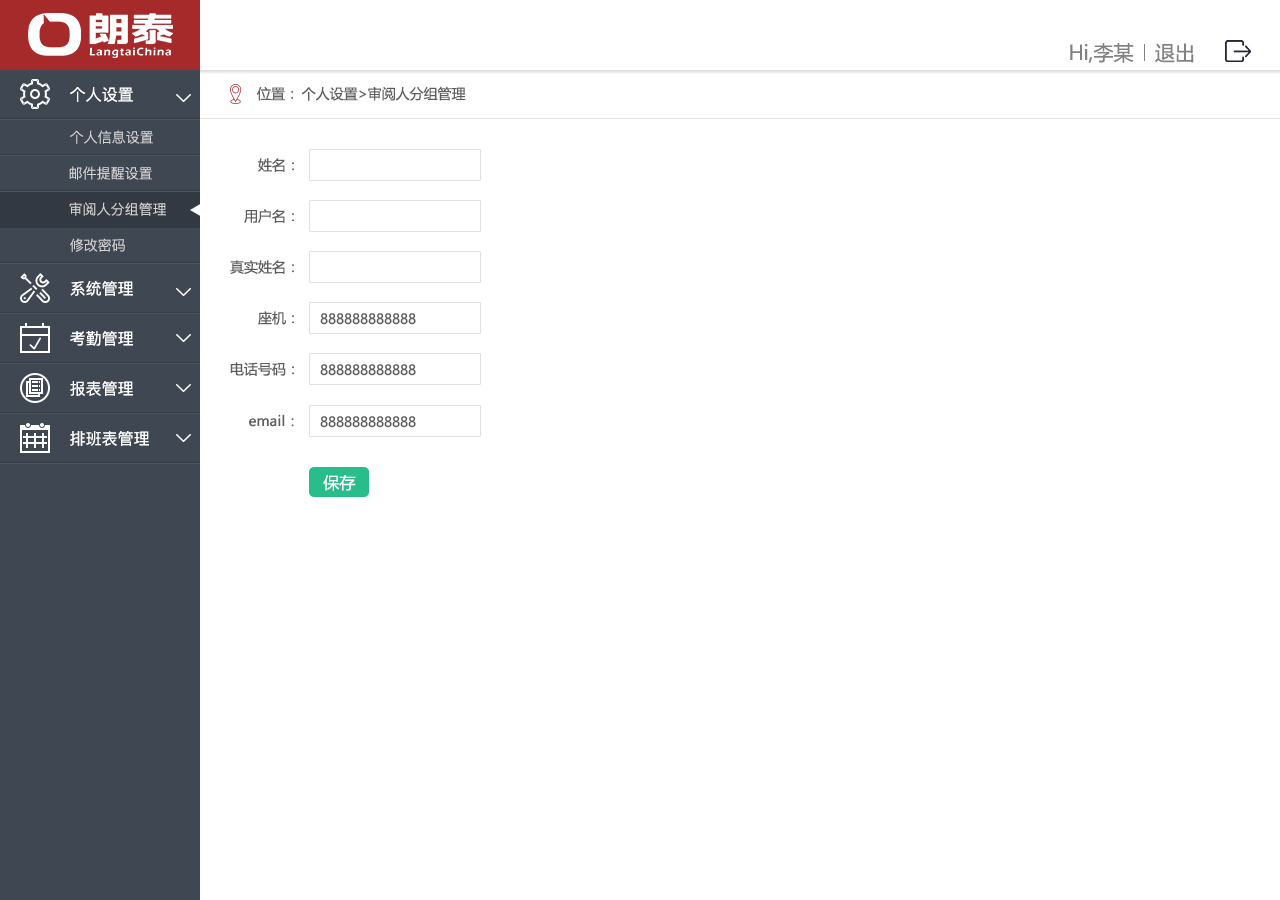 朗泰
LangtaiChina
Hi,李某 | 退出
个人设置
个人信息设置
邮件提醒设置
审阅人分组管理
修改密码
系统管理
考勤管理
报表管理
排班表管理
位置：个人设置>审阅人分组管理
姓名：
用户名：
真实姓名：
座机： 888888888888
电话号码： 888888888888
email： 888888888888
保存